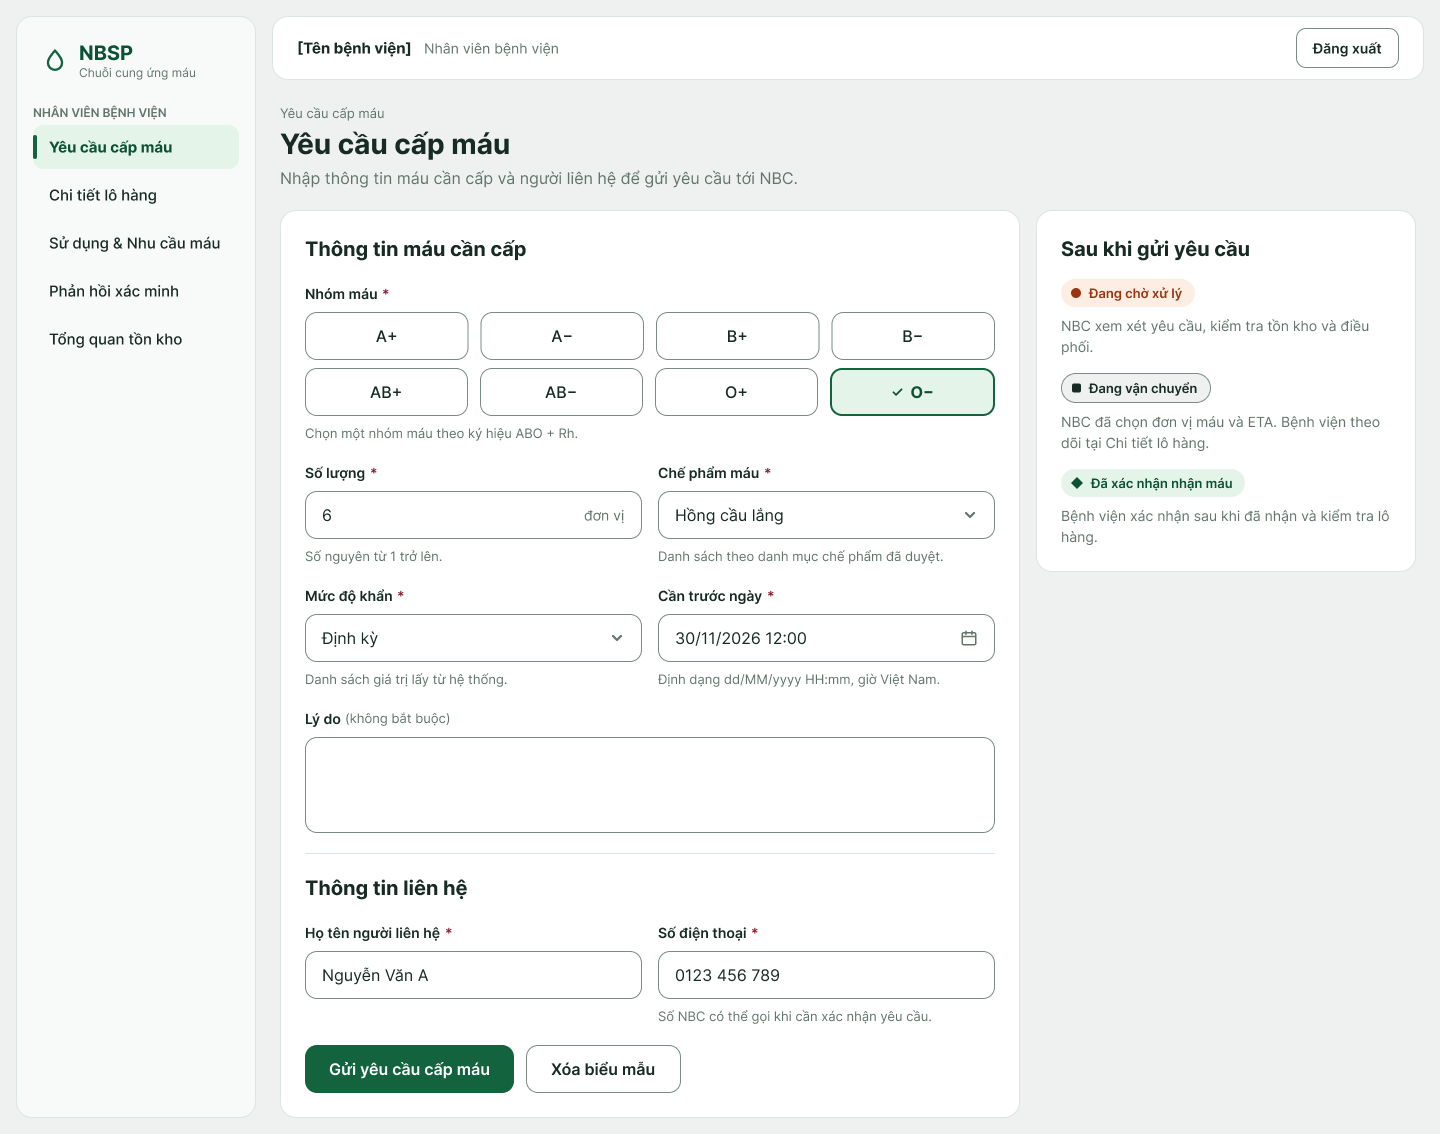 NBSP
Chuỗi cung ứng máu
NHÂN VIÊN BỆNH VIỆN
Yêu cầu cấp máu
Chi tiết lô hàng
Sử dụng & Nhu cầu máu
Phản hồi xác minh
Tổng quan tồn kho
[Tên bệnh viện] Nhân viên bệnh viện
Đăng xuất
Yêu cầu cấp máu
Yêu cầu cấp máu
Nhập thông tin máu cần cấp và người liên hệ để gửi yêu cầu tới NBC.
Thông tin máu cần cấp
Nhóm máu *
A+ A− B+ B−
AB+ AB− O+ ✓ O−
Chọn một nhóm máu theo ký hiệu ABO + Rh.
Số lượng *
6 đơn vị
Số nguyên từ 1 trở lên.
Chế phẩm máu *
Hồng cầu lắng
Danh sách theo danh mục chế phẩm đã duyệt.
Mức độ khẩn *
Định kỳ
Danh sách giá trị lấy từ hệ thống.
Cần trước ngày *
30/11/2026 12:00
Định dạng dd/MM/yyyy HH:mm, giờ Việt Nam.
Lý do (không bắt buộc)
Thông tin liên hệ
Họ tên người liên hệ *
Nguyễn Văn A
Số điện thoại *
0123 456 789
Số NBC có thể gọi khi cần xác nhận yêu cầu.
Gửi yêu cầu cấp máu
Xóa biểu mẫu
Sau khi gửi yêu cầu
Đang chờ xử lý
NBC xem xét yêu cầu, kiểm tra tồn kho và điều
phối.
Đang vận chuyển
NBC đã chọn đơn vị máu và ETA. Bệnh viện theo
dõi tại Chi tiết lô hàng.
Đã xác nhận nhận máu
Bệnh viện xác nhận sau khi đã nhận và kiểm tra lô
hàng.